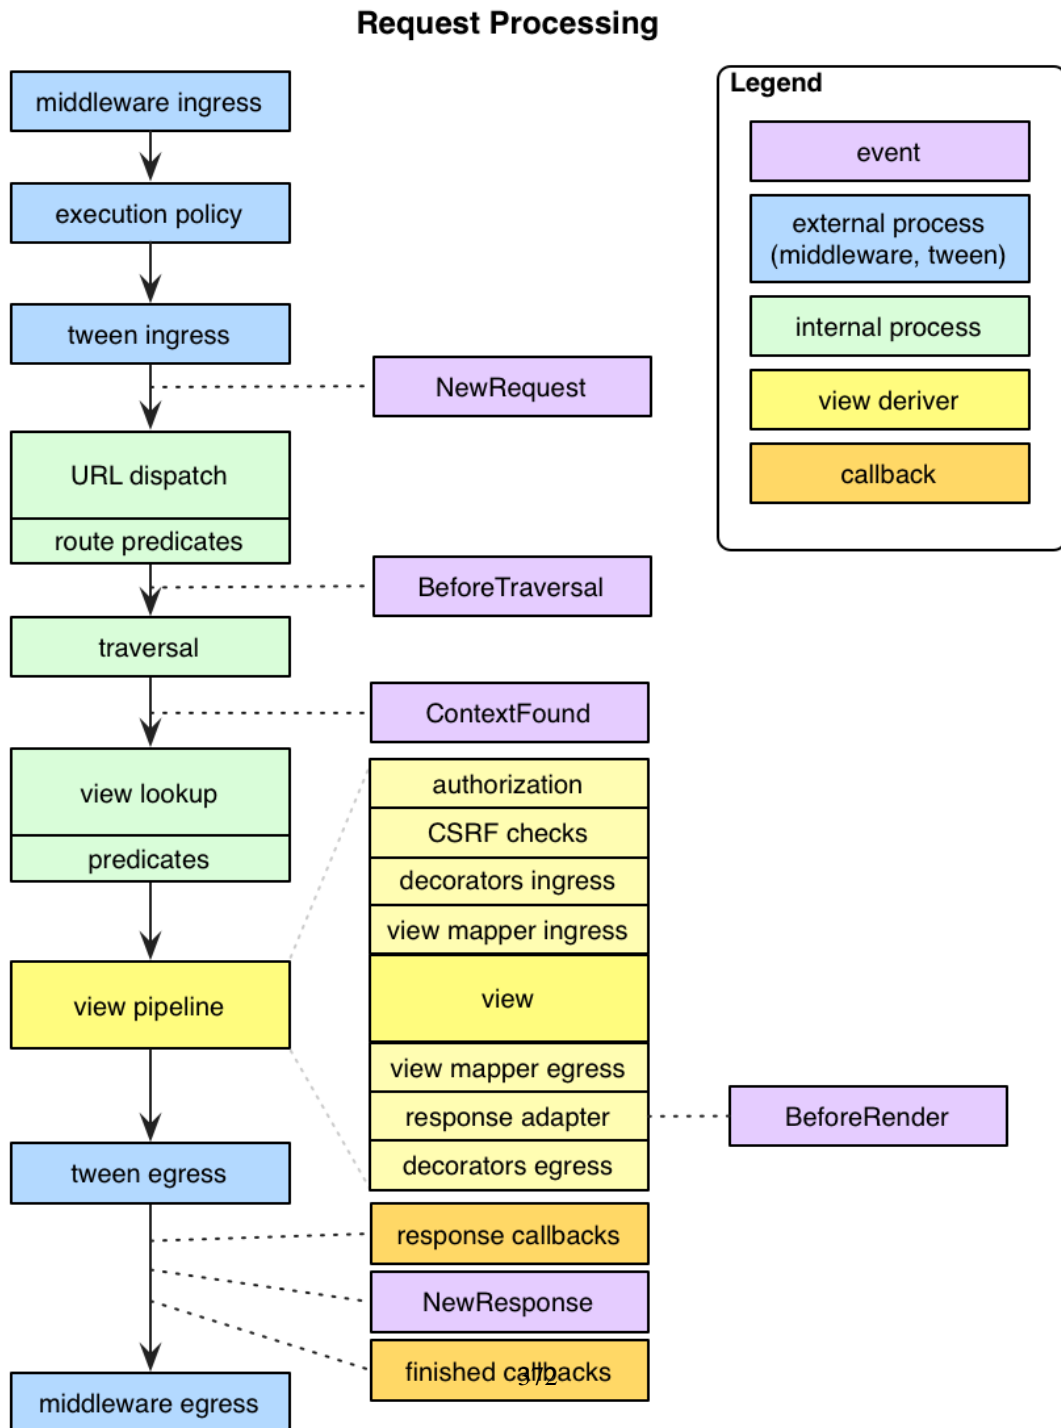 Request Processing
middleware ingress
execution policy
tween ingress
NewRequest
URL dispatch
route predicates
BeforeTraversal
traversal
ContextFound
view lookup
predicates
view pipeline
authorization
CSRF checks
decorators ingress
view mapper ingress
view
view mapper egress
response adapter
decorators egress
BeforeRender
tween egress
response callbacks
NewResponse
finished callbacks
372
middleware egress
Legend
event
external process
(middleware, tween)
internal process
view deriver
callback